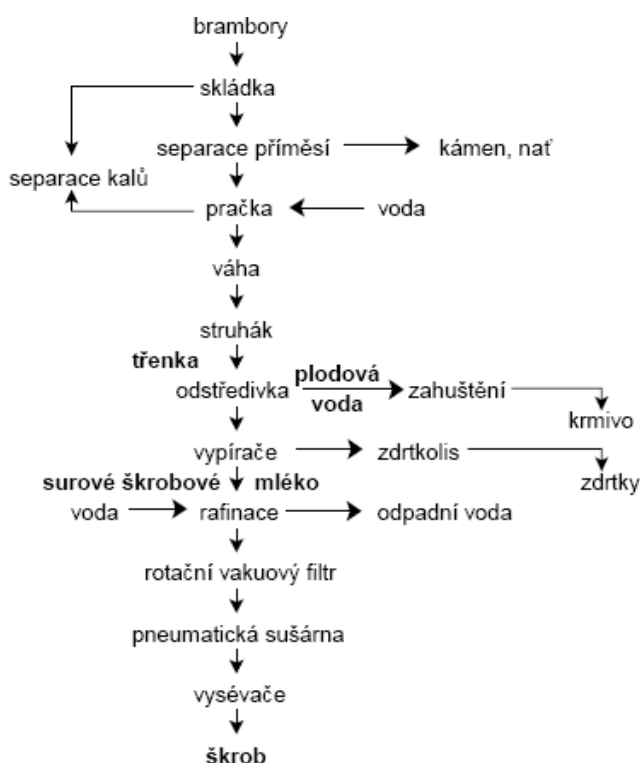 brambory
skládka
separace příměsí
kámen, nať
separace kalů
pračka
voda
váha
struhák
třenka
plodová
odstředivka
zahuštění
voda
krmivo
vypírače
zdrtkolis
surové škrobové mléko
zdrtky
voda
rafinace
odpadní voda
rotační vakuový filtr
pneumatická sušárna
vysévače
škrob